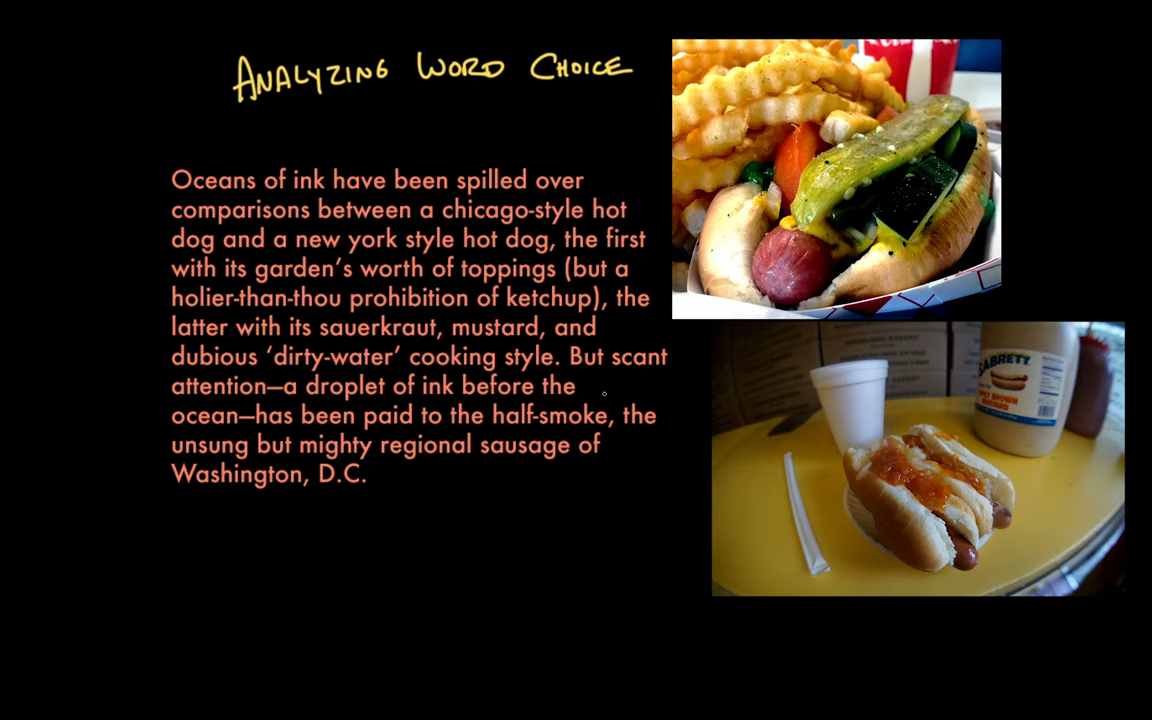 ANALYZING WORD CHOICE
Oceans of ink have been spilled over
comparisons between a chicago-style hot
dog and a new york style hot dog, the first
with its garden's worth of toppings (but a
holier-than-thou prohibition of ketchup), the
latter with its sauerkraut, mustard, and
dubious 'dirty-water' cooking style. But scant
attention—a droplet of ink before the
ocean—has been paid to the half-smoke, the
unsung but mighty regional sausage of
Washington, D.C.
SABRETT